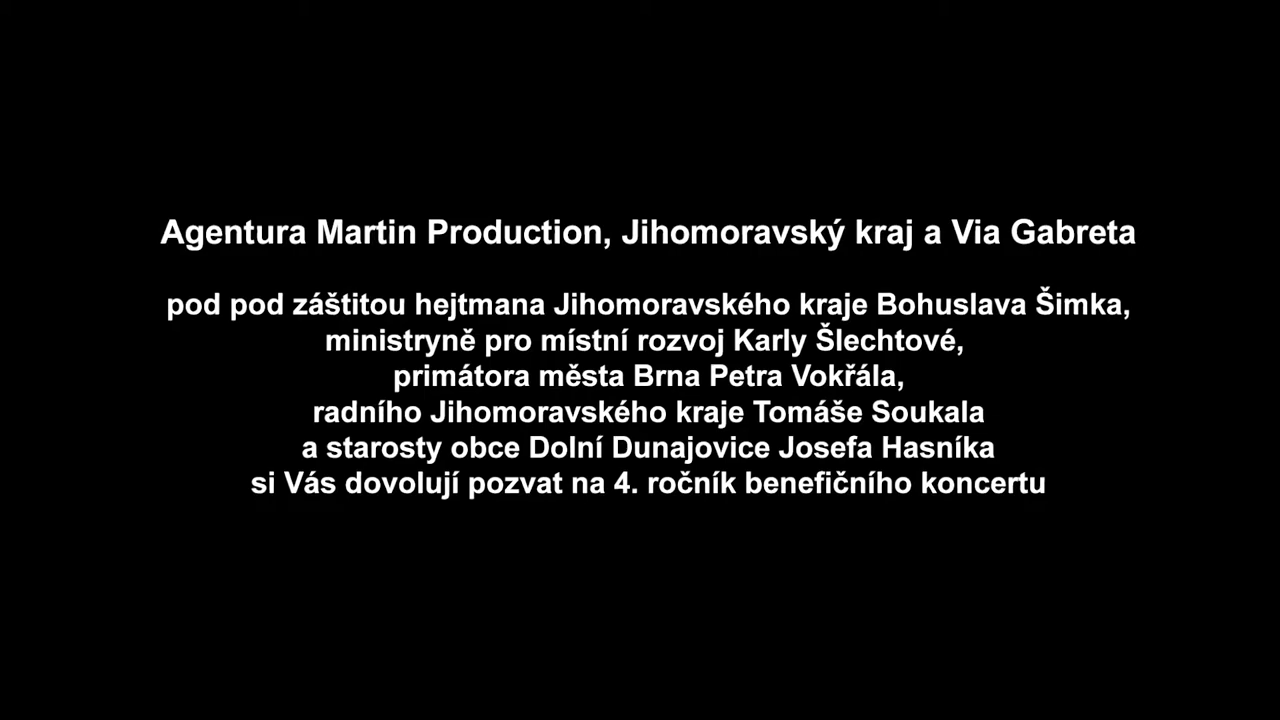 Agentura Martin Production, Jihomoravský kraj a Via Gabreta
pod pod záštitou hejtmana Jihomoravského kraje Bohuslava Šimka,
ministryně pro místní rozvoj Karly Šlechtové,
primátora města Brna Petra Vokřála,
radního Jihomoravského kraje Tomáše Soukala
a starosty obce Dolní Dunajovice Josefa Hasníka
si Vás dovolují pozvat na 4. ročník benefičního koncertu